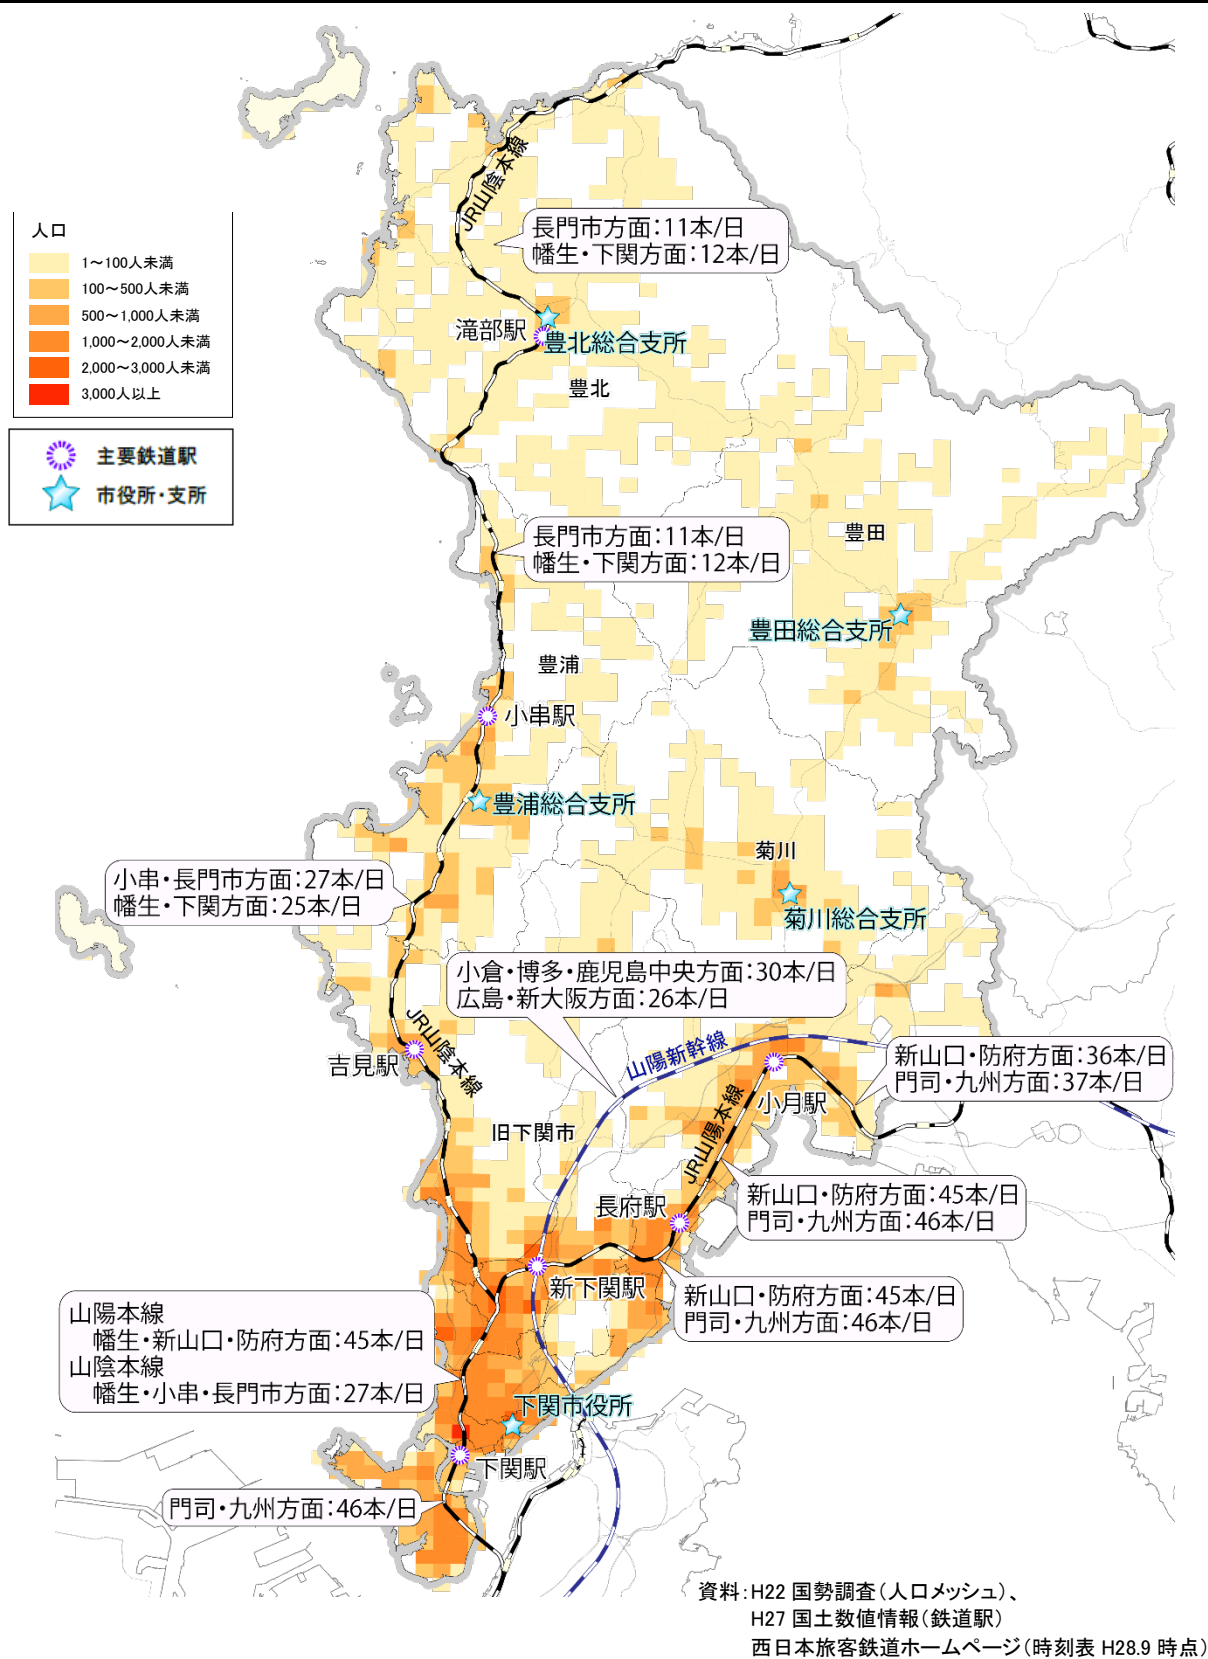 人口
1～100人未満
100～500人未満
500～1,000人未満
1,000～2,000人未満
2,000～3,000人未満
3,000人以上
主要鉄道駅
市役所・支所
JR山陰本線
長門市方面：11本/日
幡生・下関方面：12本/日
滝部駅
豊北総合支所
豊北
長門市方面：11本/日
幡生・下関方面：12本/日
豊田
豊田総合支所
豊浦
小串駅
豊浦総合支所
菊川
小串・長門市方面：27本/日
幡生・下関方面：25本/日
菊川総合支所
小倉・博多・鹿児島中央方面：30本/日
広島・新大阪方面：26本/日
JR山陰本線
吉見駅
山陽新幹線
新山口・防府方面：36本/日
門司・九州方面：37本/日
小月駅
旧下関市
JR山陽本線
長府駅
新山口・防府方面：45本/日
門司・九州方面：46本/日
新下関駅
新山口・防府方面：45本/日
門司・九州方面：46本/日
山陽本線
幡生・新山口・防府方面：45本/日
山陰本線
幡生・小串・長門市方面：27本/日
下関市役所
下関駅
門司・九州方面：46本/日
資料：H22 国勢調査（人口メッシュ）、
H27 国土数値情報（鉄道駅）
西日本旅客鉄道ホームページ（時刻表 H28.9 時点）